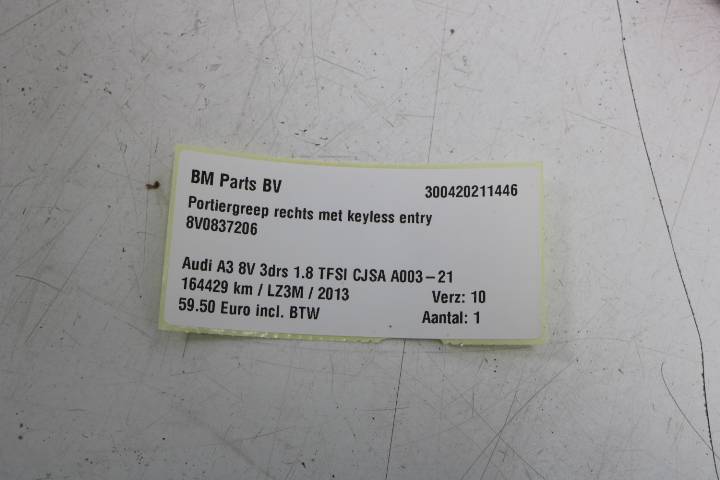 BM Parts BV 300420211446
Portiergreep rechts met keyless entry
8V0837206
Audi A3 8V 3drs 1.8 TFSI CJSA A003-21
164429 km / LZ3M / 2013 Verz: 10
59.50 Euro incl. BTW Aantal: 1